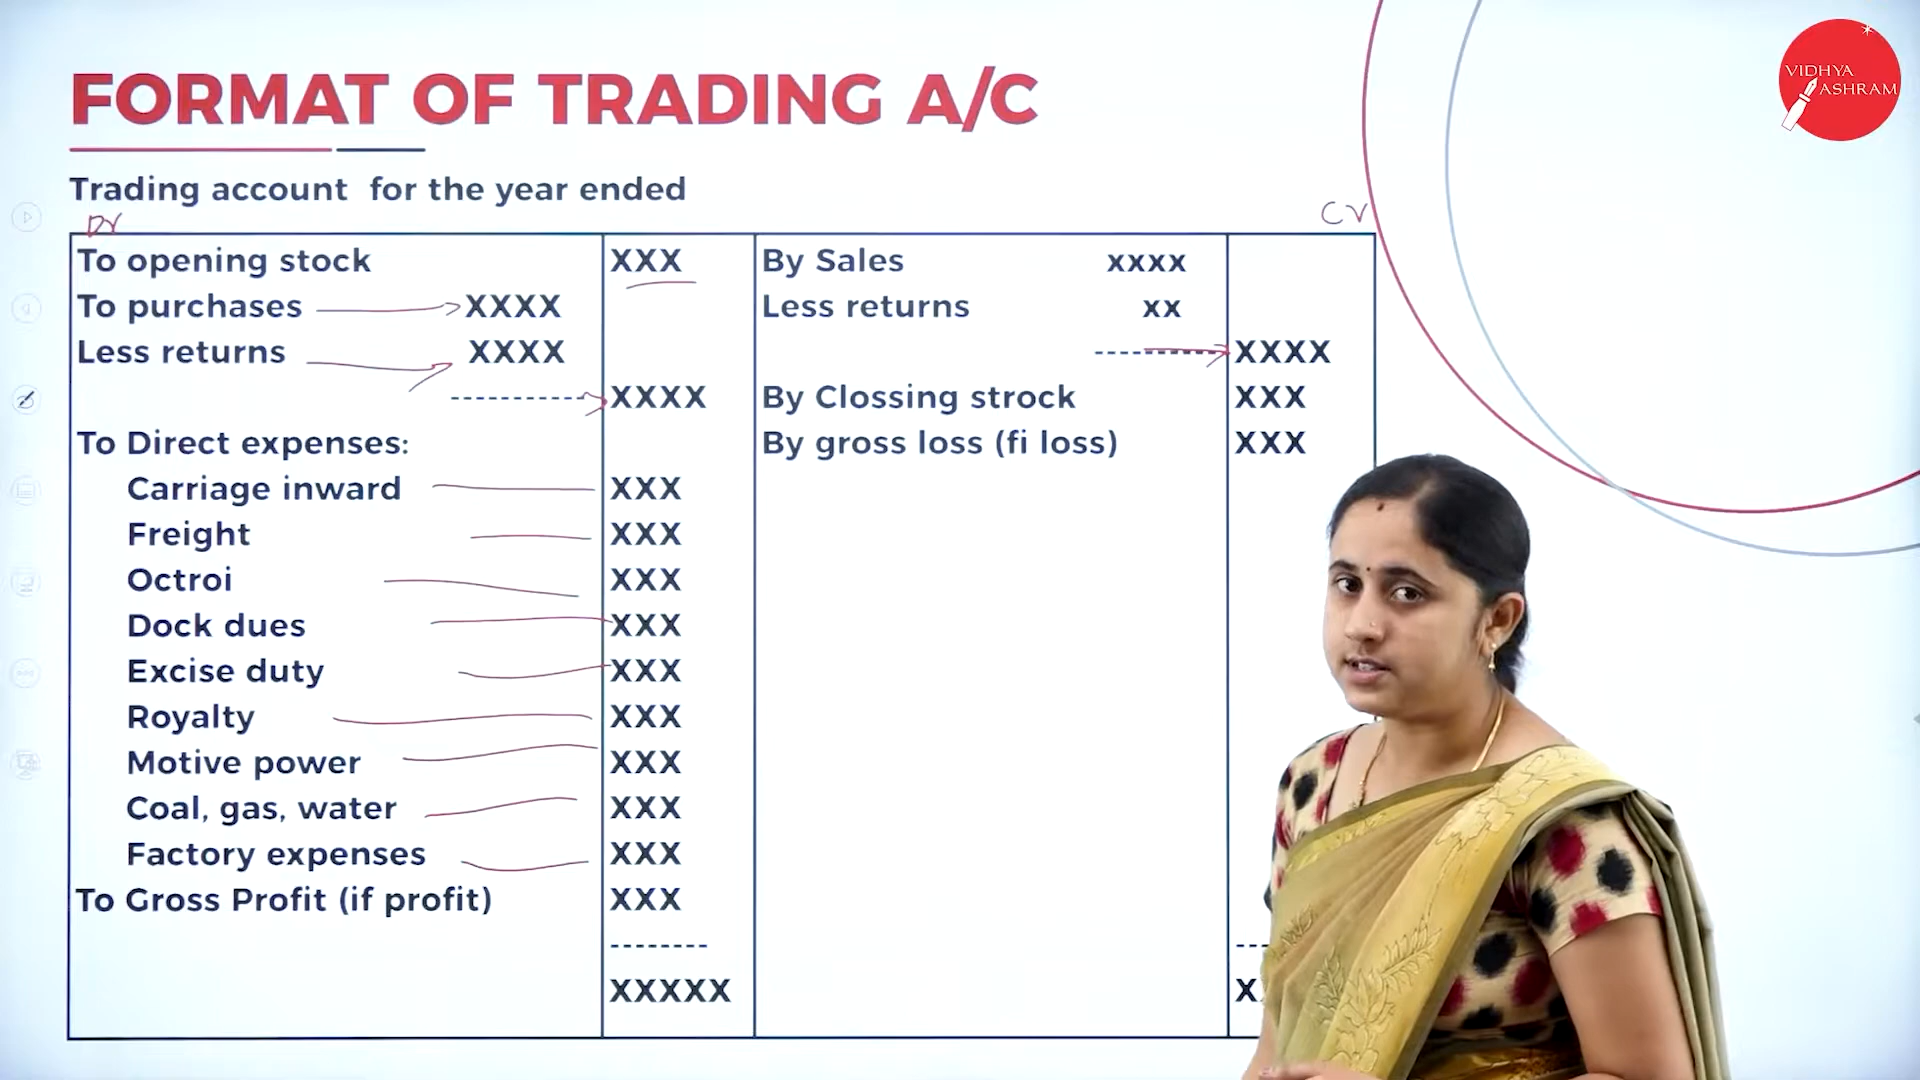 VIDHYA
ASHRAM
FORMAT OF TRADING A/C
Trading account for the year ended
Dr
Cr
To opening stock XXX
To purchases XXXX
Less returns XXXX
XXXX
To Direct expenses:
Carriage inward XXX
Freight XXX
Octroi XXX
Dock dues XXX
Excise duty XXX
Royalty XXX
Motive power XXX
Coal, gas, water XXX
Factory expenses XXX
To Gross Profit (if profit) XXX
-------
XXXXX
By Sales xxxx
Less returns xx
XXXX
By Clossing strock XXX
By gross loss (fi loss) XXX